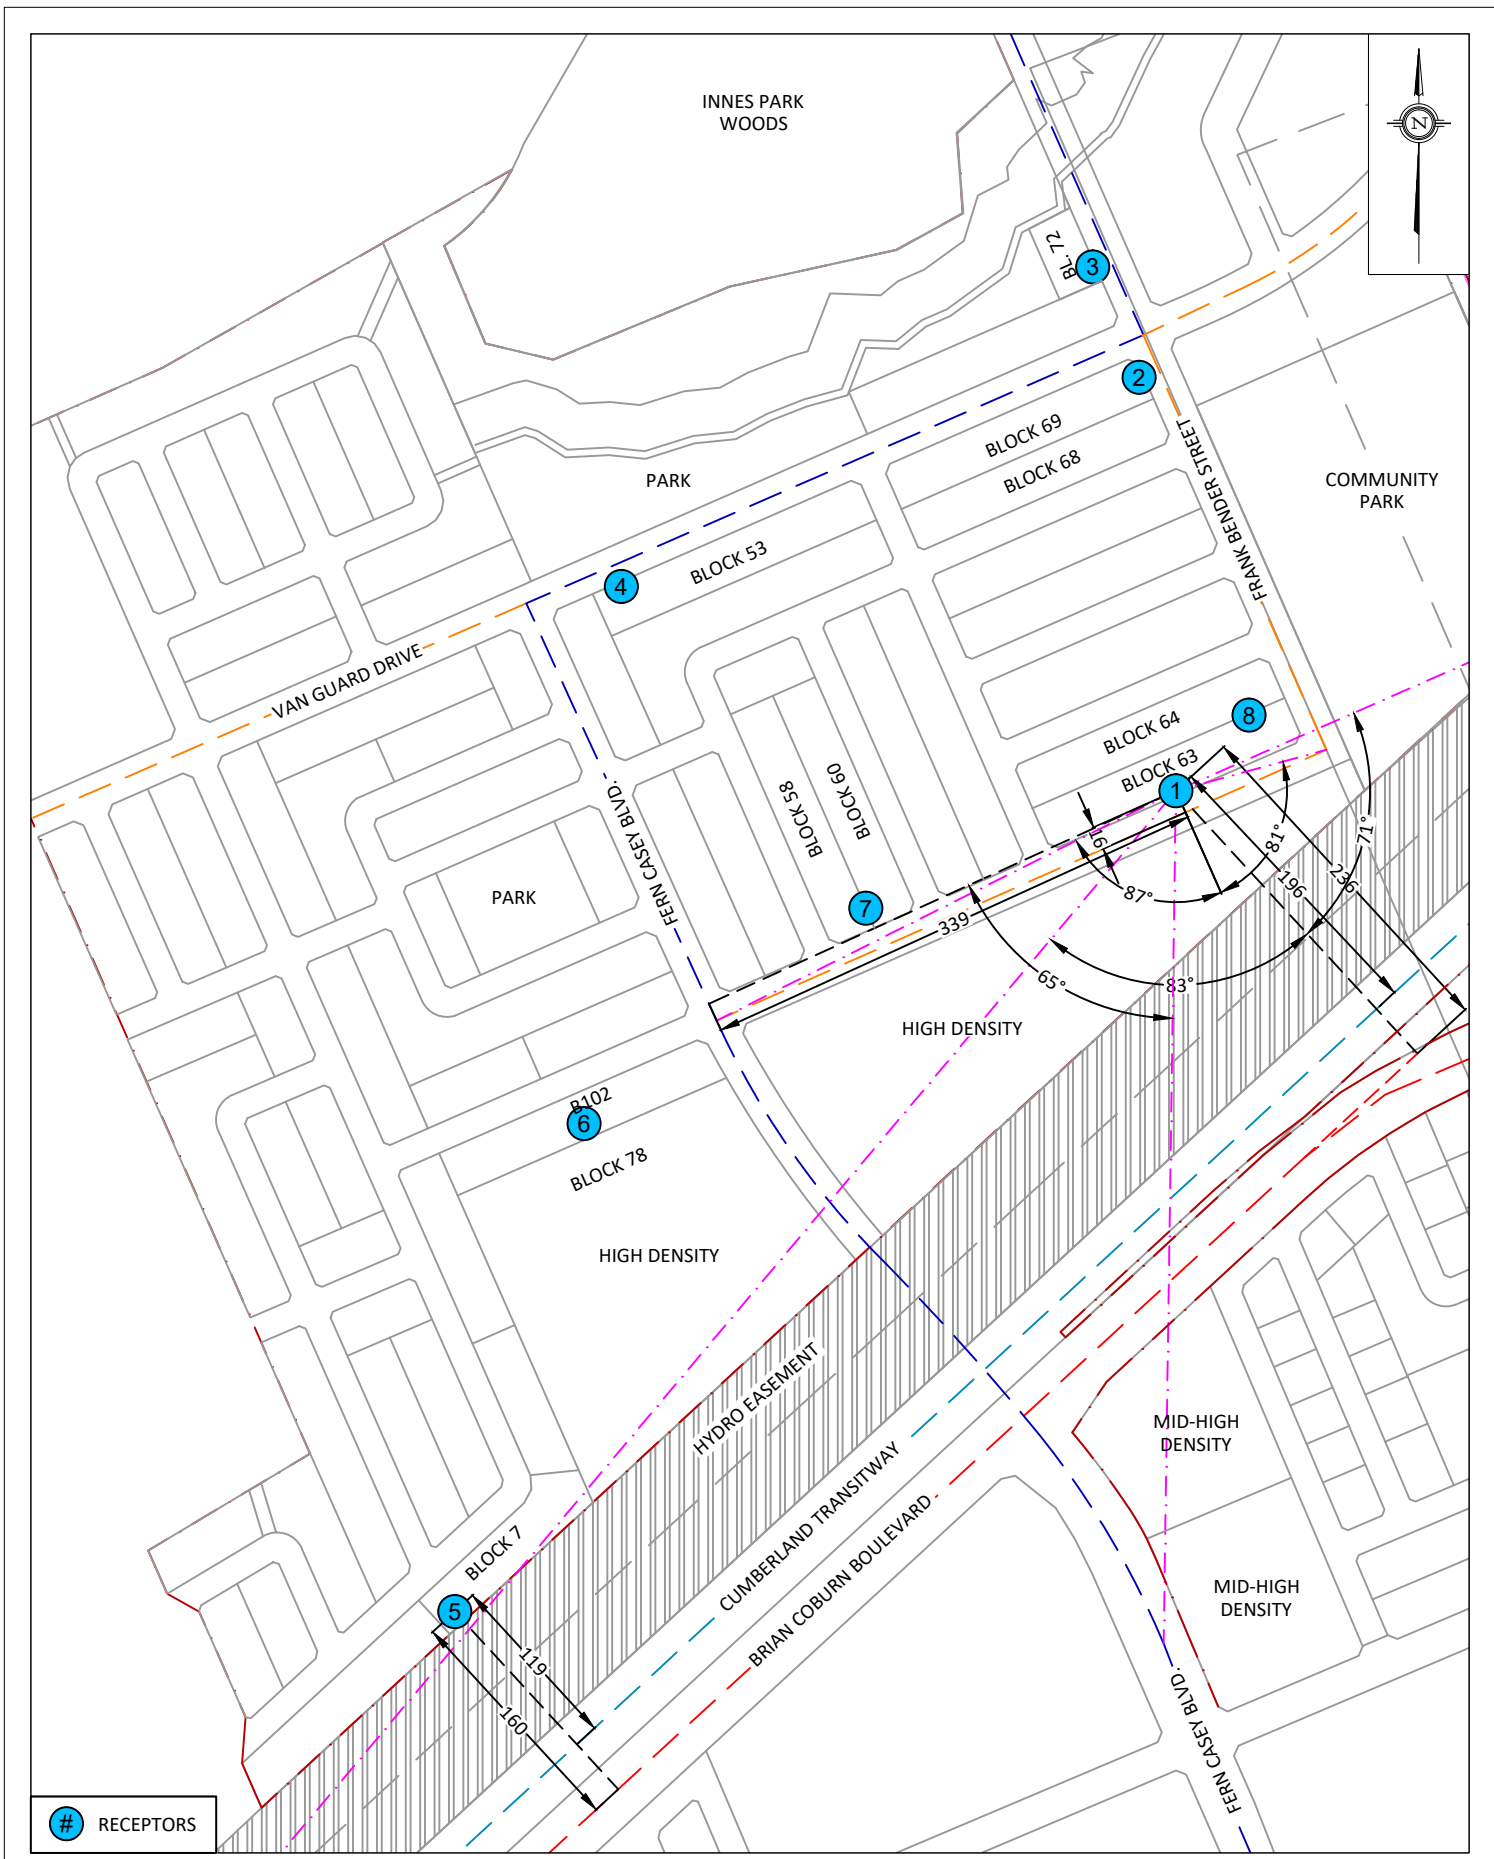 INNES PARK
WOODS
N
BL. 72
3
2
BLOCK 69
BLOCK 68
FRANK BENDER STREET
COMMUNITY
PARK
PARK
BLOCK 53
4
VAN GUARD DRIVE
BLOCK 64
8
BLOCK 63
1
BLOCK 58
BLOCK 60
FERN CASEY BLVD.
16
81°
71°
87°
196
236
PARK
7
339
65°
83°
HIGH DENSITY
B102
6
BLOCK 78
HIGH DENSITY
HYDRO EASEMENT
CUMBERLAND TRANSITWAY
BRIAN COBURN BOULEVARD
MID-HIGH
DENSITY
MID-HIGH
DENSITY
BLOCK 7
5
119
160
FERN CASEY BLVD.
# RECEPTORS